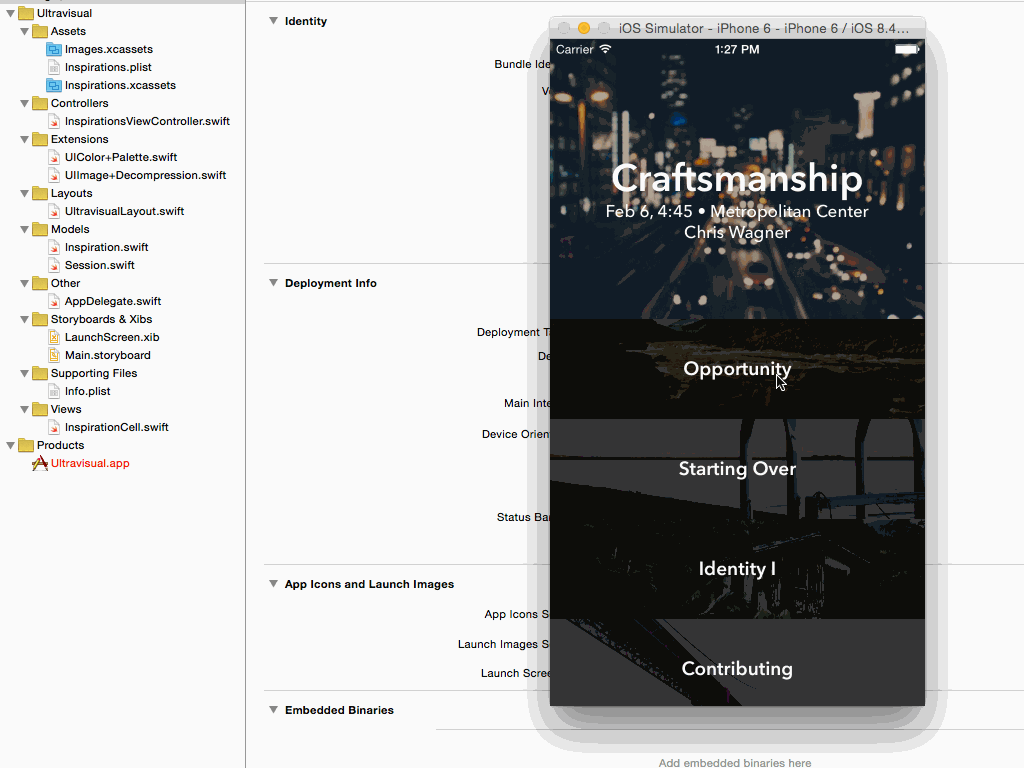 Ultravisual
Assets
Images.xcassets
Inspirations.plist
Inspirations.xcassets
Controllers
InspirationsViewController.swift
Extensions
UIColor+Palette.swift
UIImage+Decompression.swift
Layouts
UltravisualLayout.swift
Models
Inspiration.swift
Session.swift
Other
AppDelegate.swift
Storyboards & Xibs
LaunchScreen.xib
Main.storyboard
Supporting Files
Info.plist
Views
InspirationCell.swift
Products
Ultravisual.app
Identity
Bundle Ide
Ve
Deployment Info
Deployment T
De
Main Inte
Device Orien
Status Bar
App Icons and Launch Images
App Icons S
Launch Images S
Launch Scree
Embedded Binaries
Add embedded binaries here
iOS Simulator - iPhone 6 - iPhone 6 / iOS 8.4...
Carrier 1:27 PM
Craftsmanship
Feb 6, 4:45 • Metropolitan Center
Chris Wagner
Opportunity
Starting Over
Identity I
Contributing